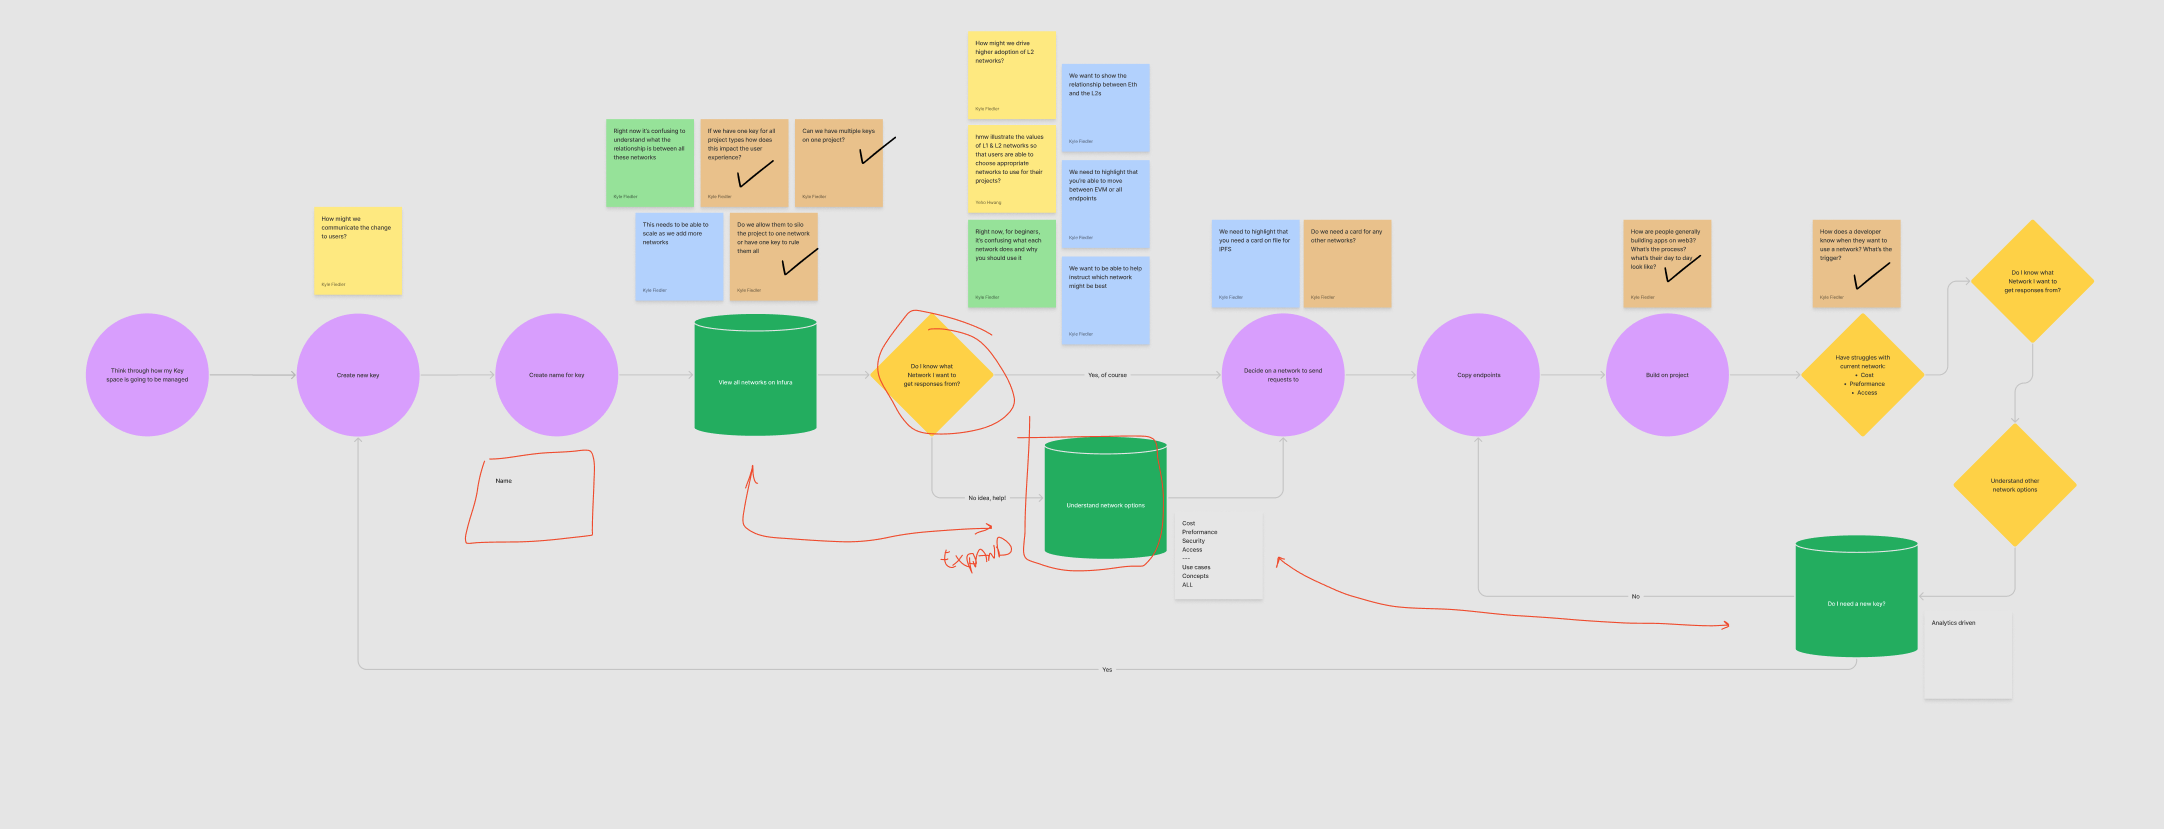 How might we drive
higher adoption of L2
networks?
Kyle Fiedler
We want to show the
relationship between Eth
and the L2s
Kyle Fiedler
Right now it's confusing to
understand what the
relationship is between all
these networks
Kyle Fiedler
If we have one key for all
project types how does
this impact the user
experience?
Kyle Fiedler
Can we have multiple keys
on one project?
Kyle Fiedler
hmw illustrate the values
of L1 & L2 networks so
that users are able to
choose appropriate
networks to use for their
projects?
Yinici Hwang
We need to highlight that
you're able to move
between EVM or all
endpoints
Kyle Fiedler
How might we
communicate the change
to users?
Kyle Fiedler
This needs to be able to
scale as we add more
networks
Kyle Fiedler
Do we allow them to silo
the project to one network
or have one key to rule
them all
Kyle Fiedler
Right now, for beginers,
it's confusing what each
network does and why
you should use it
Kyle Fiedler
We want to be able to help
instruct which network
might be best
Kyle Fiedler
We need to highlight that
you need a card on file for
IPFS
Kyle Fiedler
Do we need a card for any
other networks?
Kyle Fiedler
How are people generally
building apps on web3?
What's the process?
what's their day to day
look like?
Kyle Fiedler
How does a developer
know when they want to
use a network? What's the
trigger?
Kyle Fiedler
Think through how my Key
space is going to be managed
Create new key
Create name for key
View all networks on Infura
Do I know what
Network I want to
get responses from?
Yes, of course
Decide on a network to send
requests to
Copy endpoints
Build on project
Have struggles with
current network:
• Cost
• Preformance
• Access
Do I know what
Network I want to
get responses from?
Name
No idea, help!
Understand network options
EXPAND
Cost
Preformance
Security
Access
---
Use cases
Concepts
ALL
Understand other
network options
No
Do I need a new key?
Analytics driven
Yes